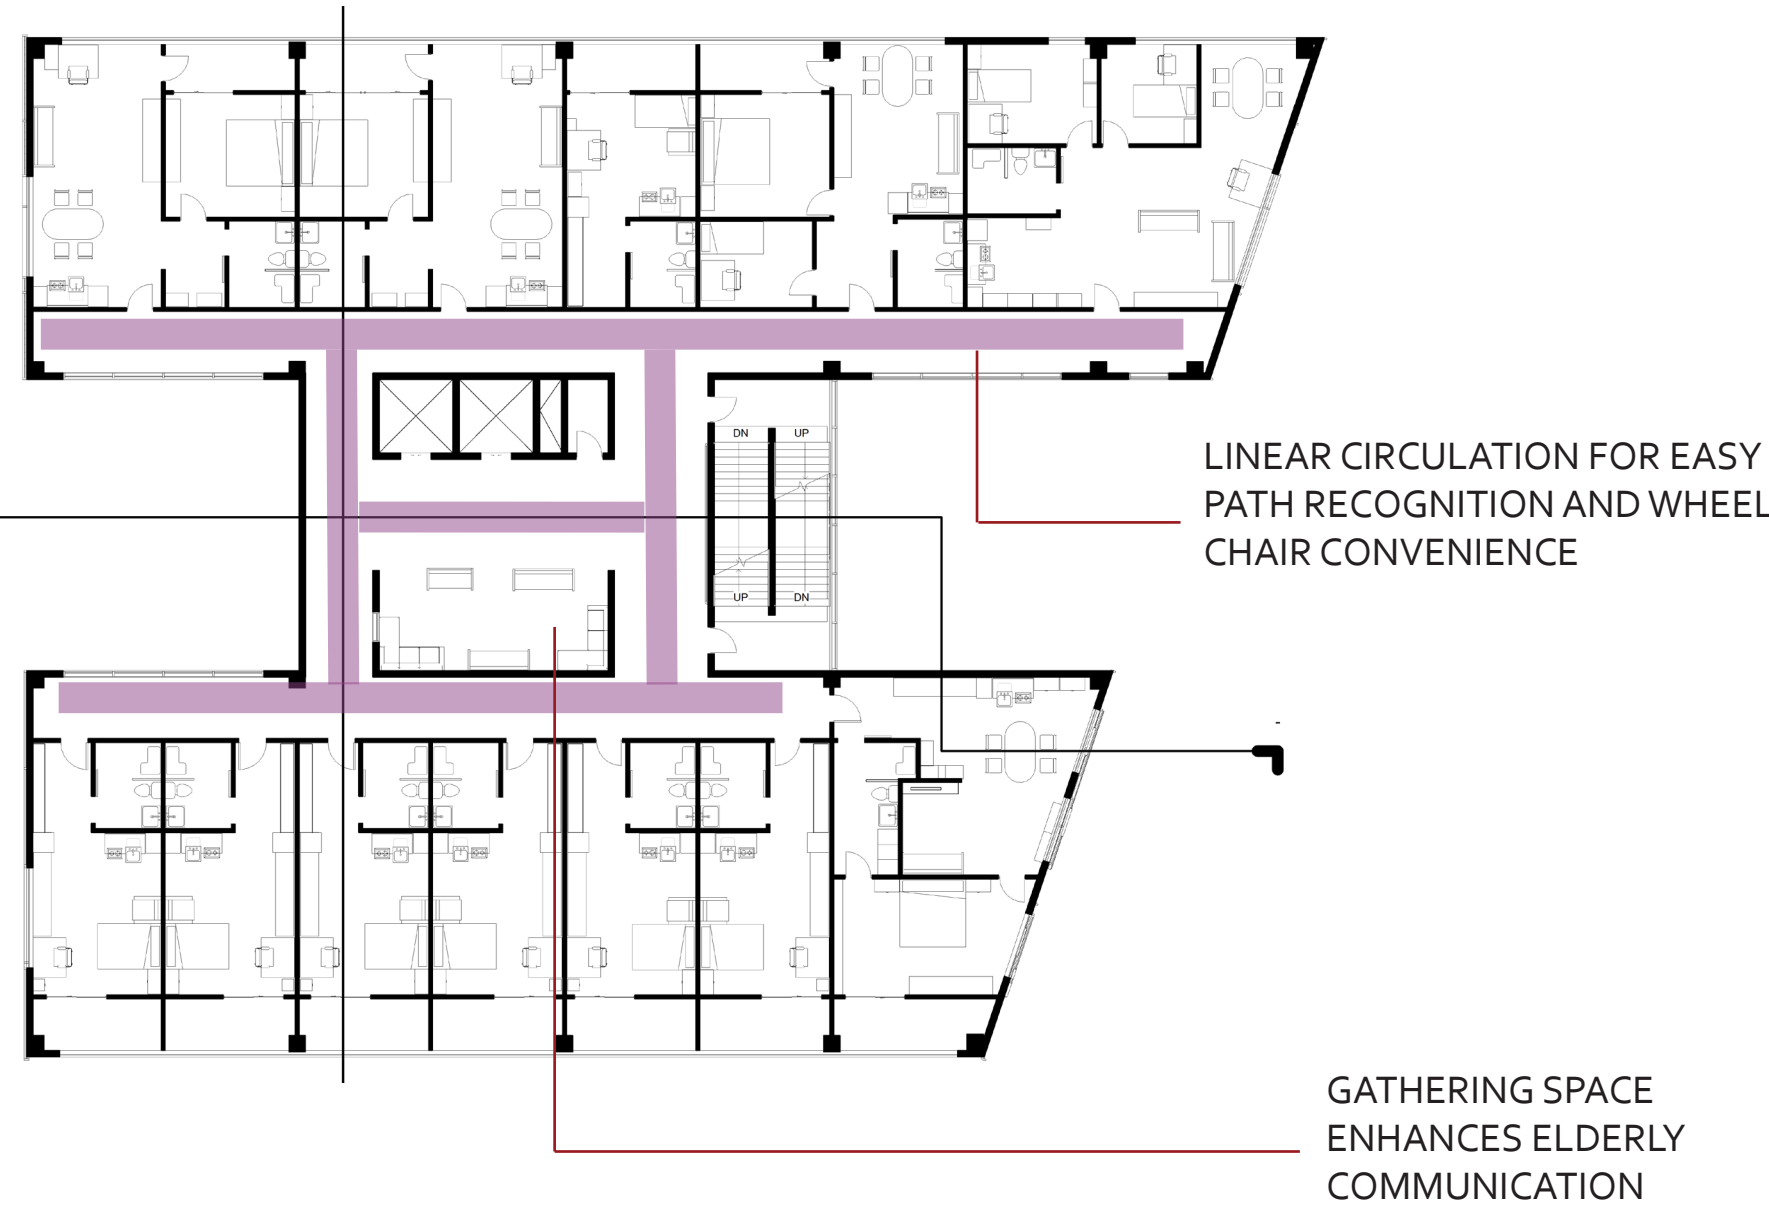 DN
UP
LINEAR CIRCULATION FOR EASY
PATH RECOGNITION AND WHEEL
CHAIR CONVENIENCE
UP
DN
GATHERING SPACE
ENHANCES ELDERLY
COMMUNICATION